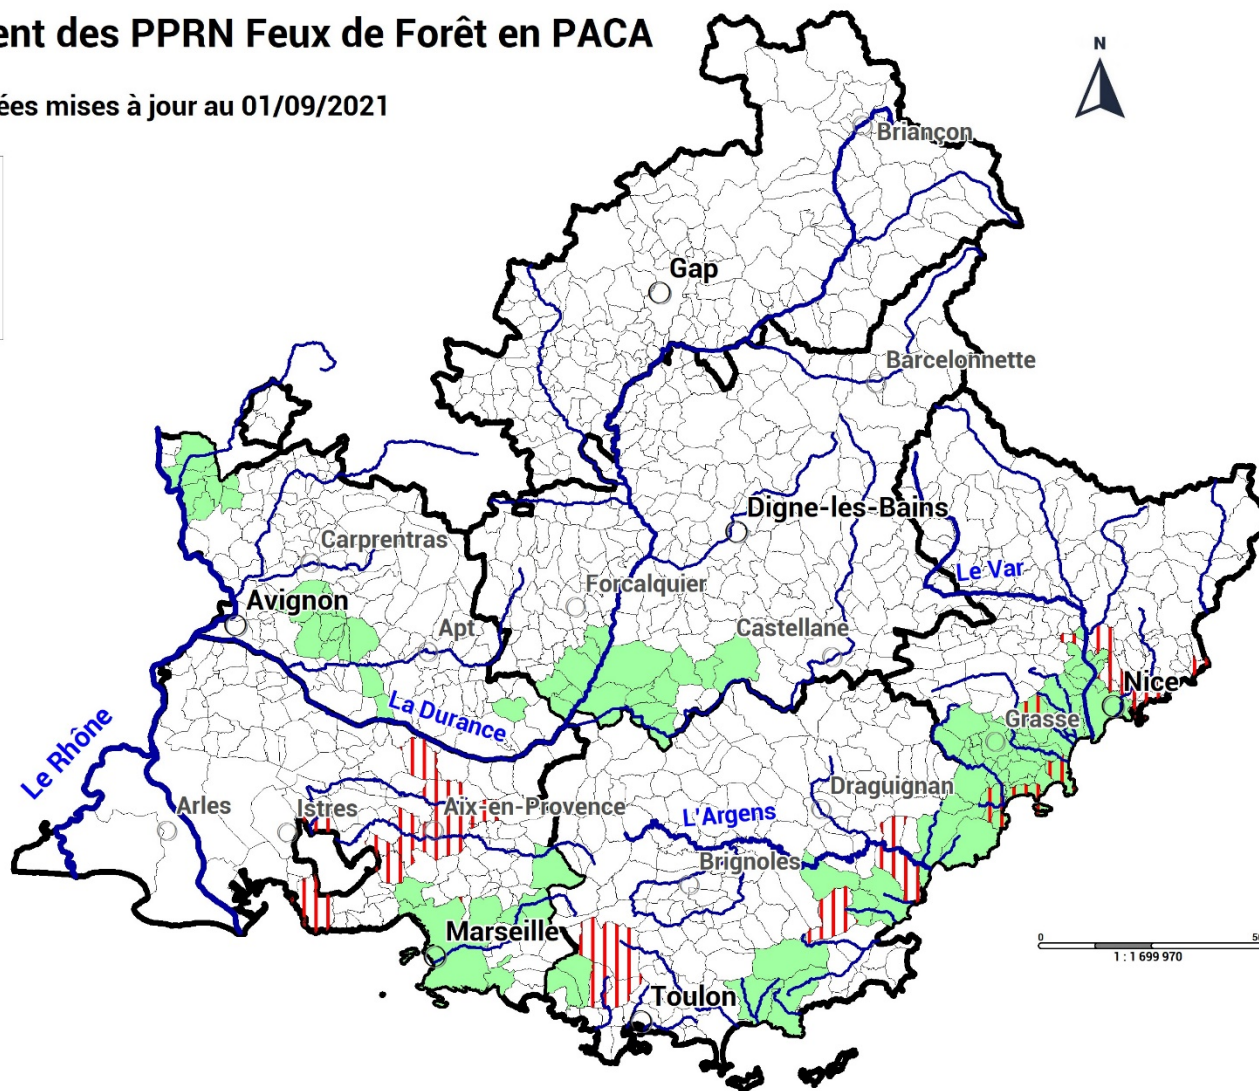 ent des PPRN Feux de Forêt en PACA
N
ées mises à jour au 01/09/2021
Briançon
Gap
Barcelonnette
Digne-les-Bains
Carprentras
Le Var
Forcalquier
Avignon
Apt
Castellane
Nice
La Durance
Grasse
Le Rhône
Draguignan
Arles
Istres
Aix-en-Provence
L'Argens
Brignoles
Marseille
0
50
1 : 1 699 970
Toulon